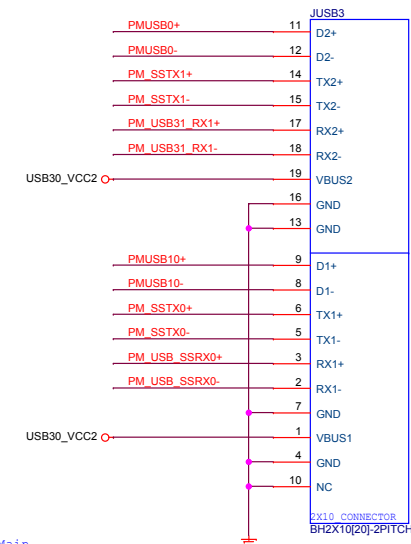 JUSB3
PMUSB0+ 11 D2+
PMUSB0- 12 D2-
PM_SSTX1+ 14 TX2+
PM_SSTX1- 15 TX2-
PM_USB31_RX1+ 17 RX2+
PM_USB31_RX1- 18 RX2-
USB30_VCC2 19 VBUS2
16 GND
13 GND
PMUSB10+ 9 D1+
PMUSB10- 8 D1-
PM_SSTX0+ 6 TX1+
PM_SSTX0- 5 TX1-
PM_USB_SSRX0+ 3 RX1+
PM_USB_SSRX0- 2 RX1-
7 GND
USB30_VCC2 1 VBUS1
4 GND
10 NC
2X10 CONNECTOR
BH2X10[20]-2PITCH